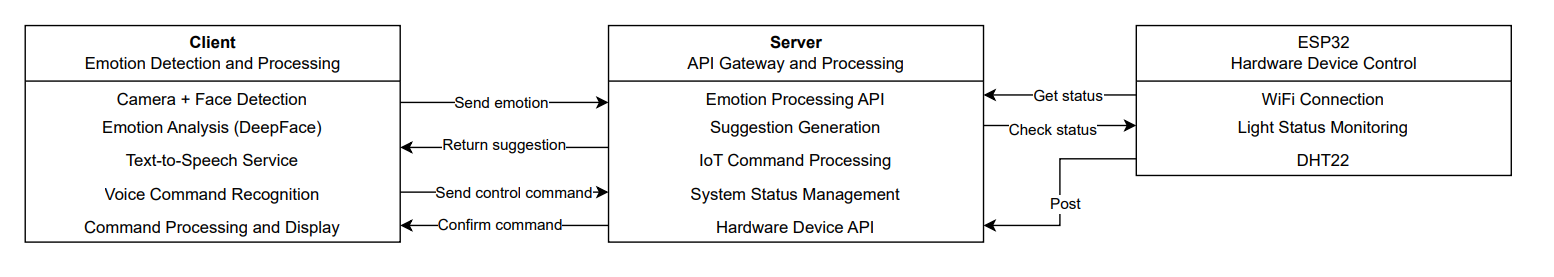 Client
Emotion Detection and Processing
Camera + Face Detection
Emotion Analysis (DeepFace)
Text-to-Speech Service
Voice Command Recognition
Command Processing and Display
Send emotion
Return suggestion
Send control command
Confirm command
Server
API Gateway and Processing
Emotion Processing API
Suggestion Generation
IoT Command Processing
System Status Management
Hardware Device API
Get status
Check status
Post
ESP32
Hardware Device Control
WiFi Connection
Light Status Monitoring
DHT22